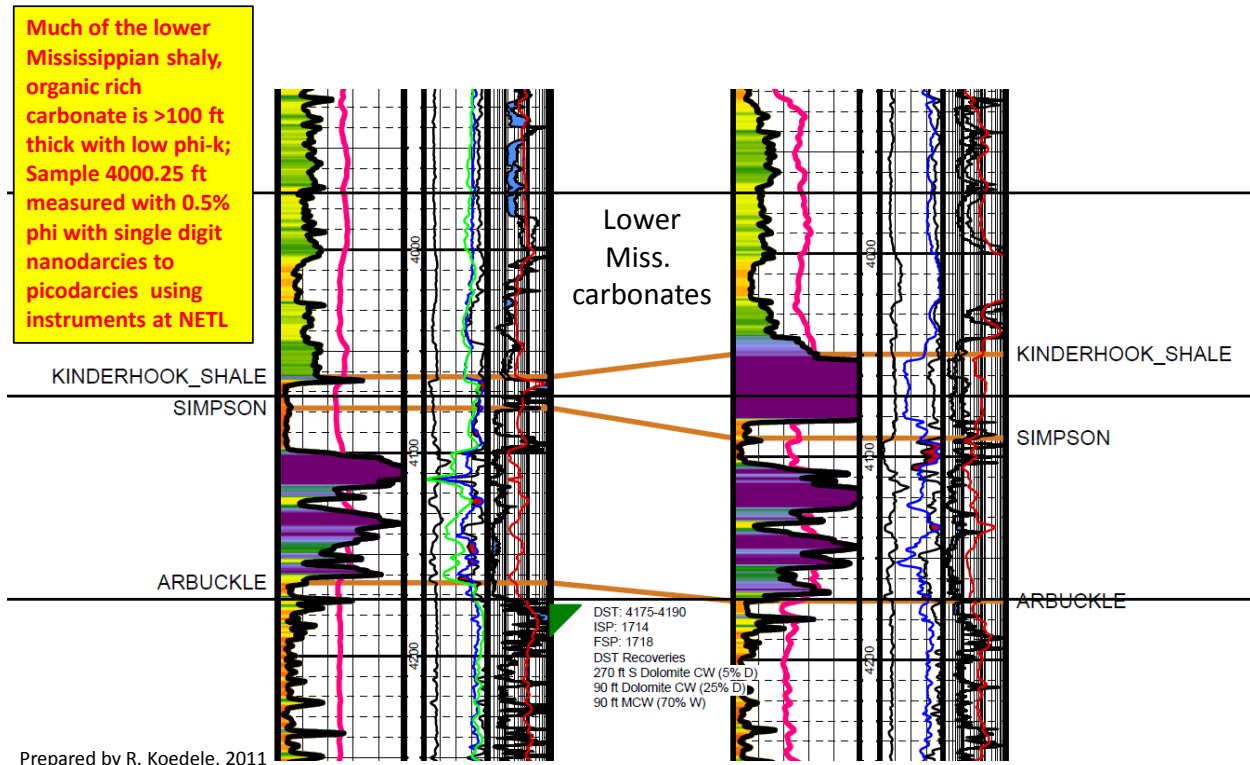 Much of the lower
Mississippian shaly,
organic rich
carbonate is >100 ft
thick with low phi-k;
Sample 4000.25 ft
measured with 0.5%
phi with single digit
nanodarcies to
picodarcies using
instruments at NETL
Lower
Miss.
carbonates
4000
4000
KINDERHOOK_SHALE
KINDERHOOK_SHALE
SIMPSON
SIMPSON
4100
4100
ARBUCKLE
ARBUCKLE
DST: 4175-4190
ISP: 1714
FSP: 1718
DST Recoveries
270 ft S Dolomite CW (5% D)
90 ft Dolomite CW (25% D)
90 ft MCW (70% W)
4200
4200
Prepared by R. Koedele, 2011